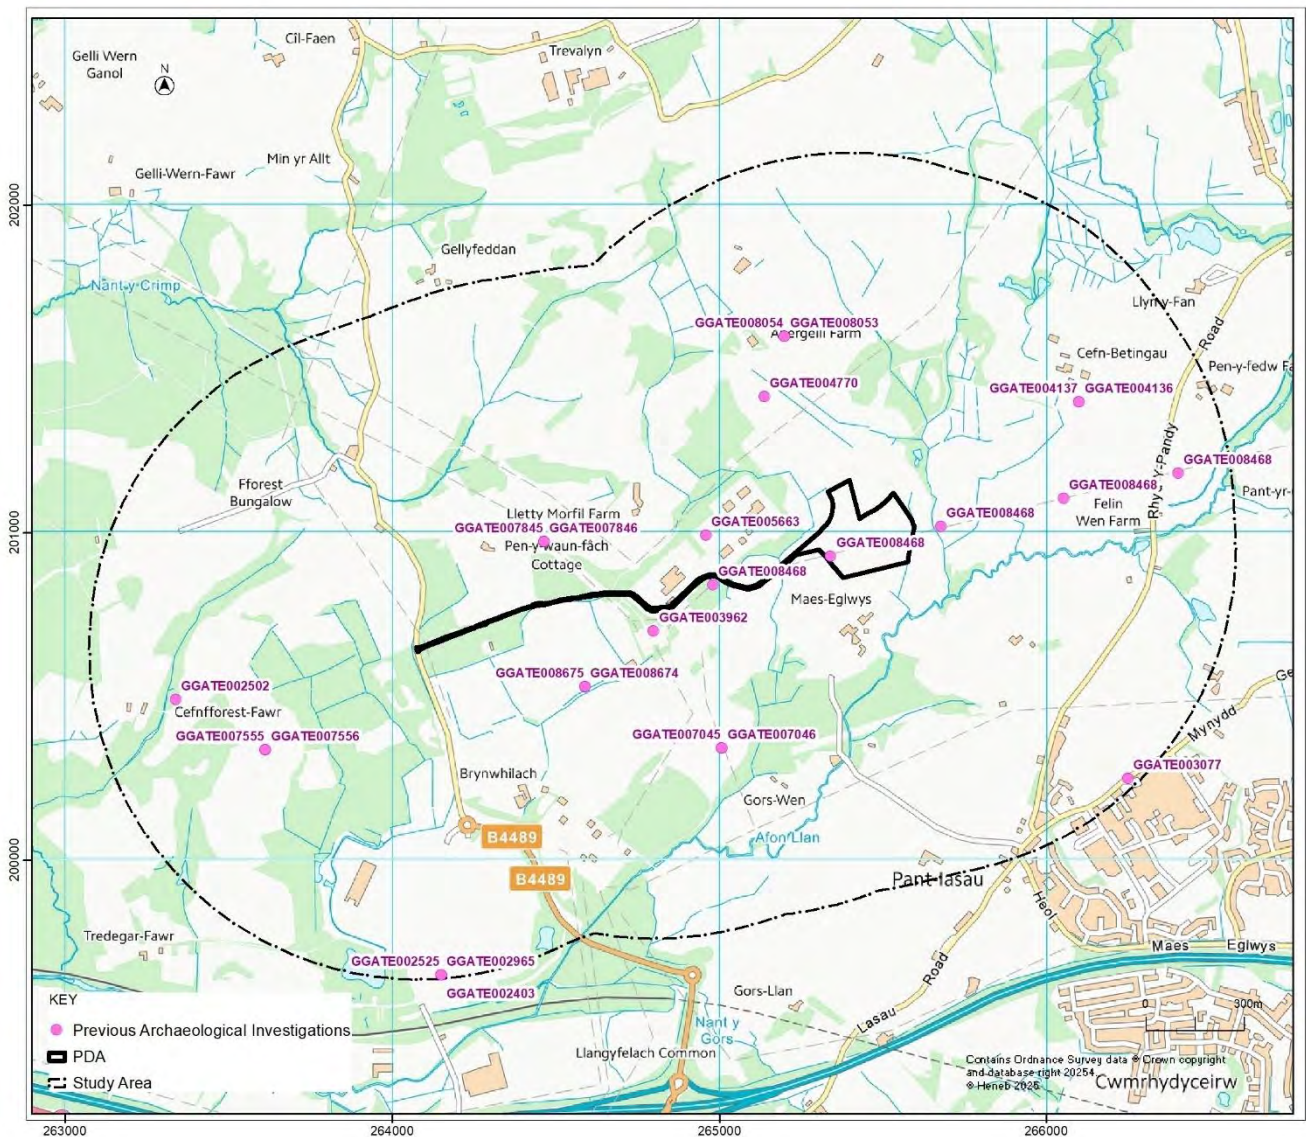 Gelli Wern
Ganol
Cîl-Faen
Trevalyn
N
Min yr Allt
Gelli-Wern-Fawr
202000
Gellyfeddan
Nant y Crimp
Llyn-y-Fan
Road
GGATE008054 GGATE008053
Abergelli Farm
Cefn-Betingau
Pen-y-fedw Fa
GGATE004770
GGATE004137 GGATE004136
GGATE008468
Fforest
Bungalow
GGATE008468
Pant-yr-
Felin
Wen Farm
Lletty Morfil Farm
GGATE007845 GGATE007846
GGATE005663
GGATE008468
201000
Pen-y-waun-fâch
Cottage
GGATE008468
GGATE008468
Maes-Eglwys
GGATE003962
GGATE008675 GGATE008674
GGATE002502
Cefnfforest-Fawr
GGATE007555 GGATE007556
GGATE007045 GGATE007046
Mynydd
Ge
Brynwhilach
GGATE003077
Gors-Wen
B4489
Afon Llan
200000
B4489
Pant-lasau
Heol
Tredegar-Fawr
Maes Eglwys
GGATE002525 GGATE002965
GGATE002403
Road
Gors-Llan
Lasau
Nant y
Gors
Llangyfelach Common
KEY
Previous Archaeological Investigations
PDA
Study Area
0 300m
Contains Ordnance Survey data © Crown copyright
and database right 20254.
© Heneb 2025
Cwmrhydyceirw
263000 264000 265000 266000